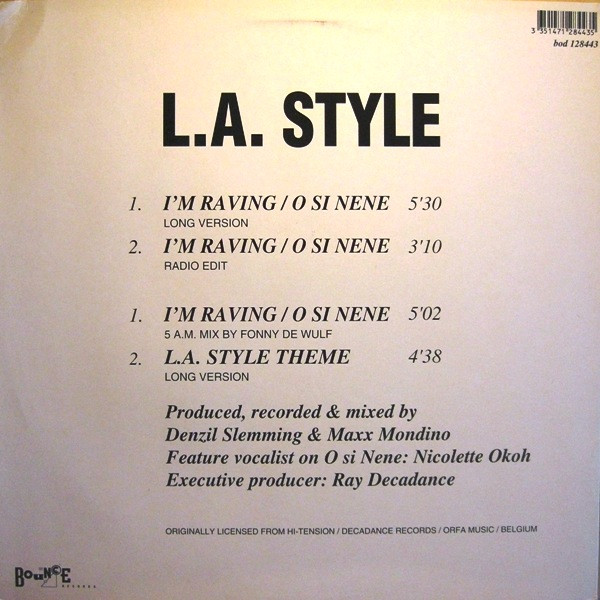 3 351471 284435
bod 128443
L.A. STYLE
1. I'M RAVING / O SI NENE 5'30
LONG VERSION
2. I'M RAVING / O SI NENE 3'10
RADIO EDIT
1. I'M RAVING / O SI NENE 5'02
5 A.M. MIX BY FONNY DE WULF
2. L.A. STYLE THEME 4'38
LONG VERSION
Produced, recorded & mixed by
Denzil Slemming & Maxx Mondino
Feature vocalist on O si Nene: Nicolette Okoh
Executive producer: Ray Decadance
ORIGINALLY LICENSED FROM HI-TENSION / DECADANCE RECORDS / ORFA MUSIC / BELGIUM
BOUNCE
RECORDS